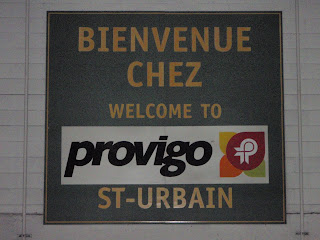 BIENVENUE
CHEZ
WELCOME TO
provigo
ST-URBAIN